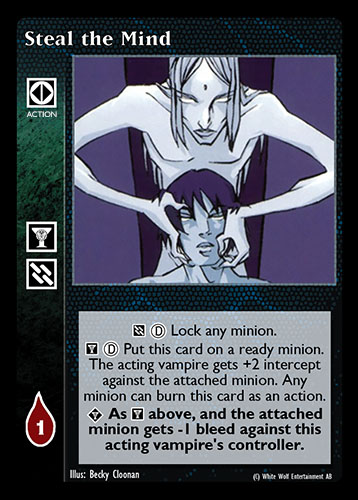 Steal the Mind
ACTION
Ⓓ Lock any minion.
Ⓓ Put this card on a ready minion.
The acting vampire gets +2 intercept
against the attached minion. Any
minion can burn this card as an action.
As above, and the attached
minion gets -1 bleed against this
acting vampire's controller.
1
Illus: Becky Cloonan
(C) White Wolf Entertainment AB